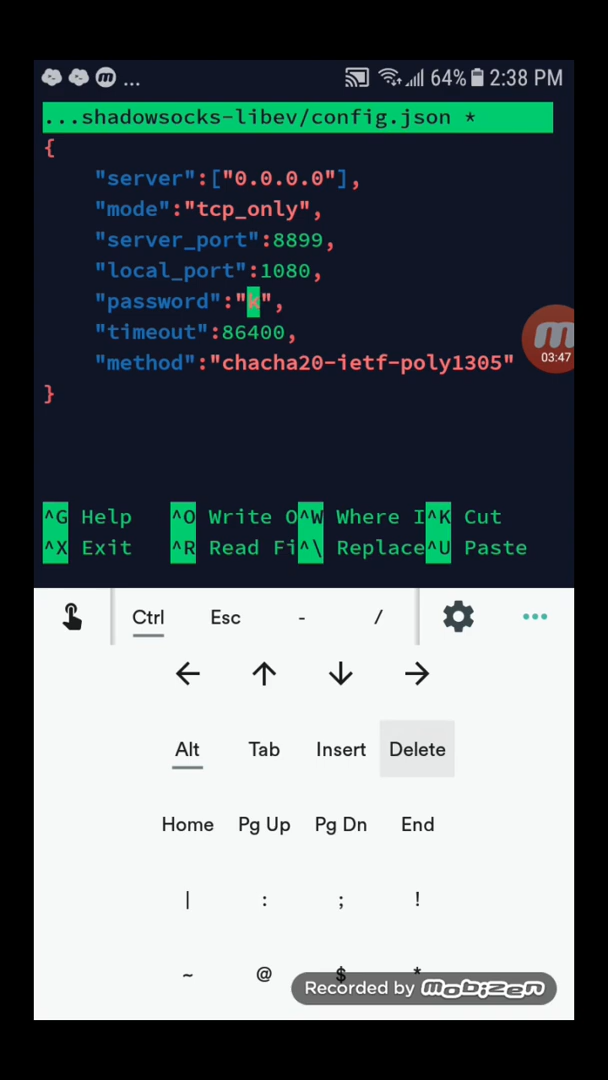 ... 64% 2:38 PM
...shadowsocks-libev/config.json *
{
"server":["0.0.0.0"],
"mode":"tcp_only",
"server_port":8899,
"local_port":1080,
"password":"k",
"timeout":86400,
"method":"chacha20-ietf-poly1305"
}
03:47
^G Help ^O Write O^W Where I^K Cut
^X Exit ^R Read Fi^\ Replace^U Paste
Ctrl Esc - / ...
← ↑ ↓ →
Alt Tab Insert Delete
Home Pg Up Pg Dn End
| : ; !
~ @ $ *
Recorded by mobizen